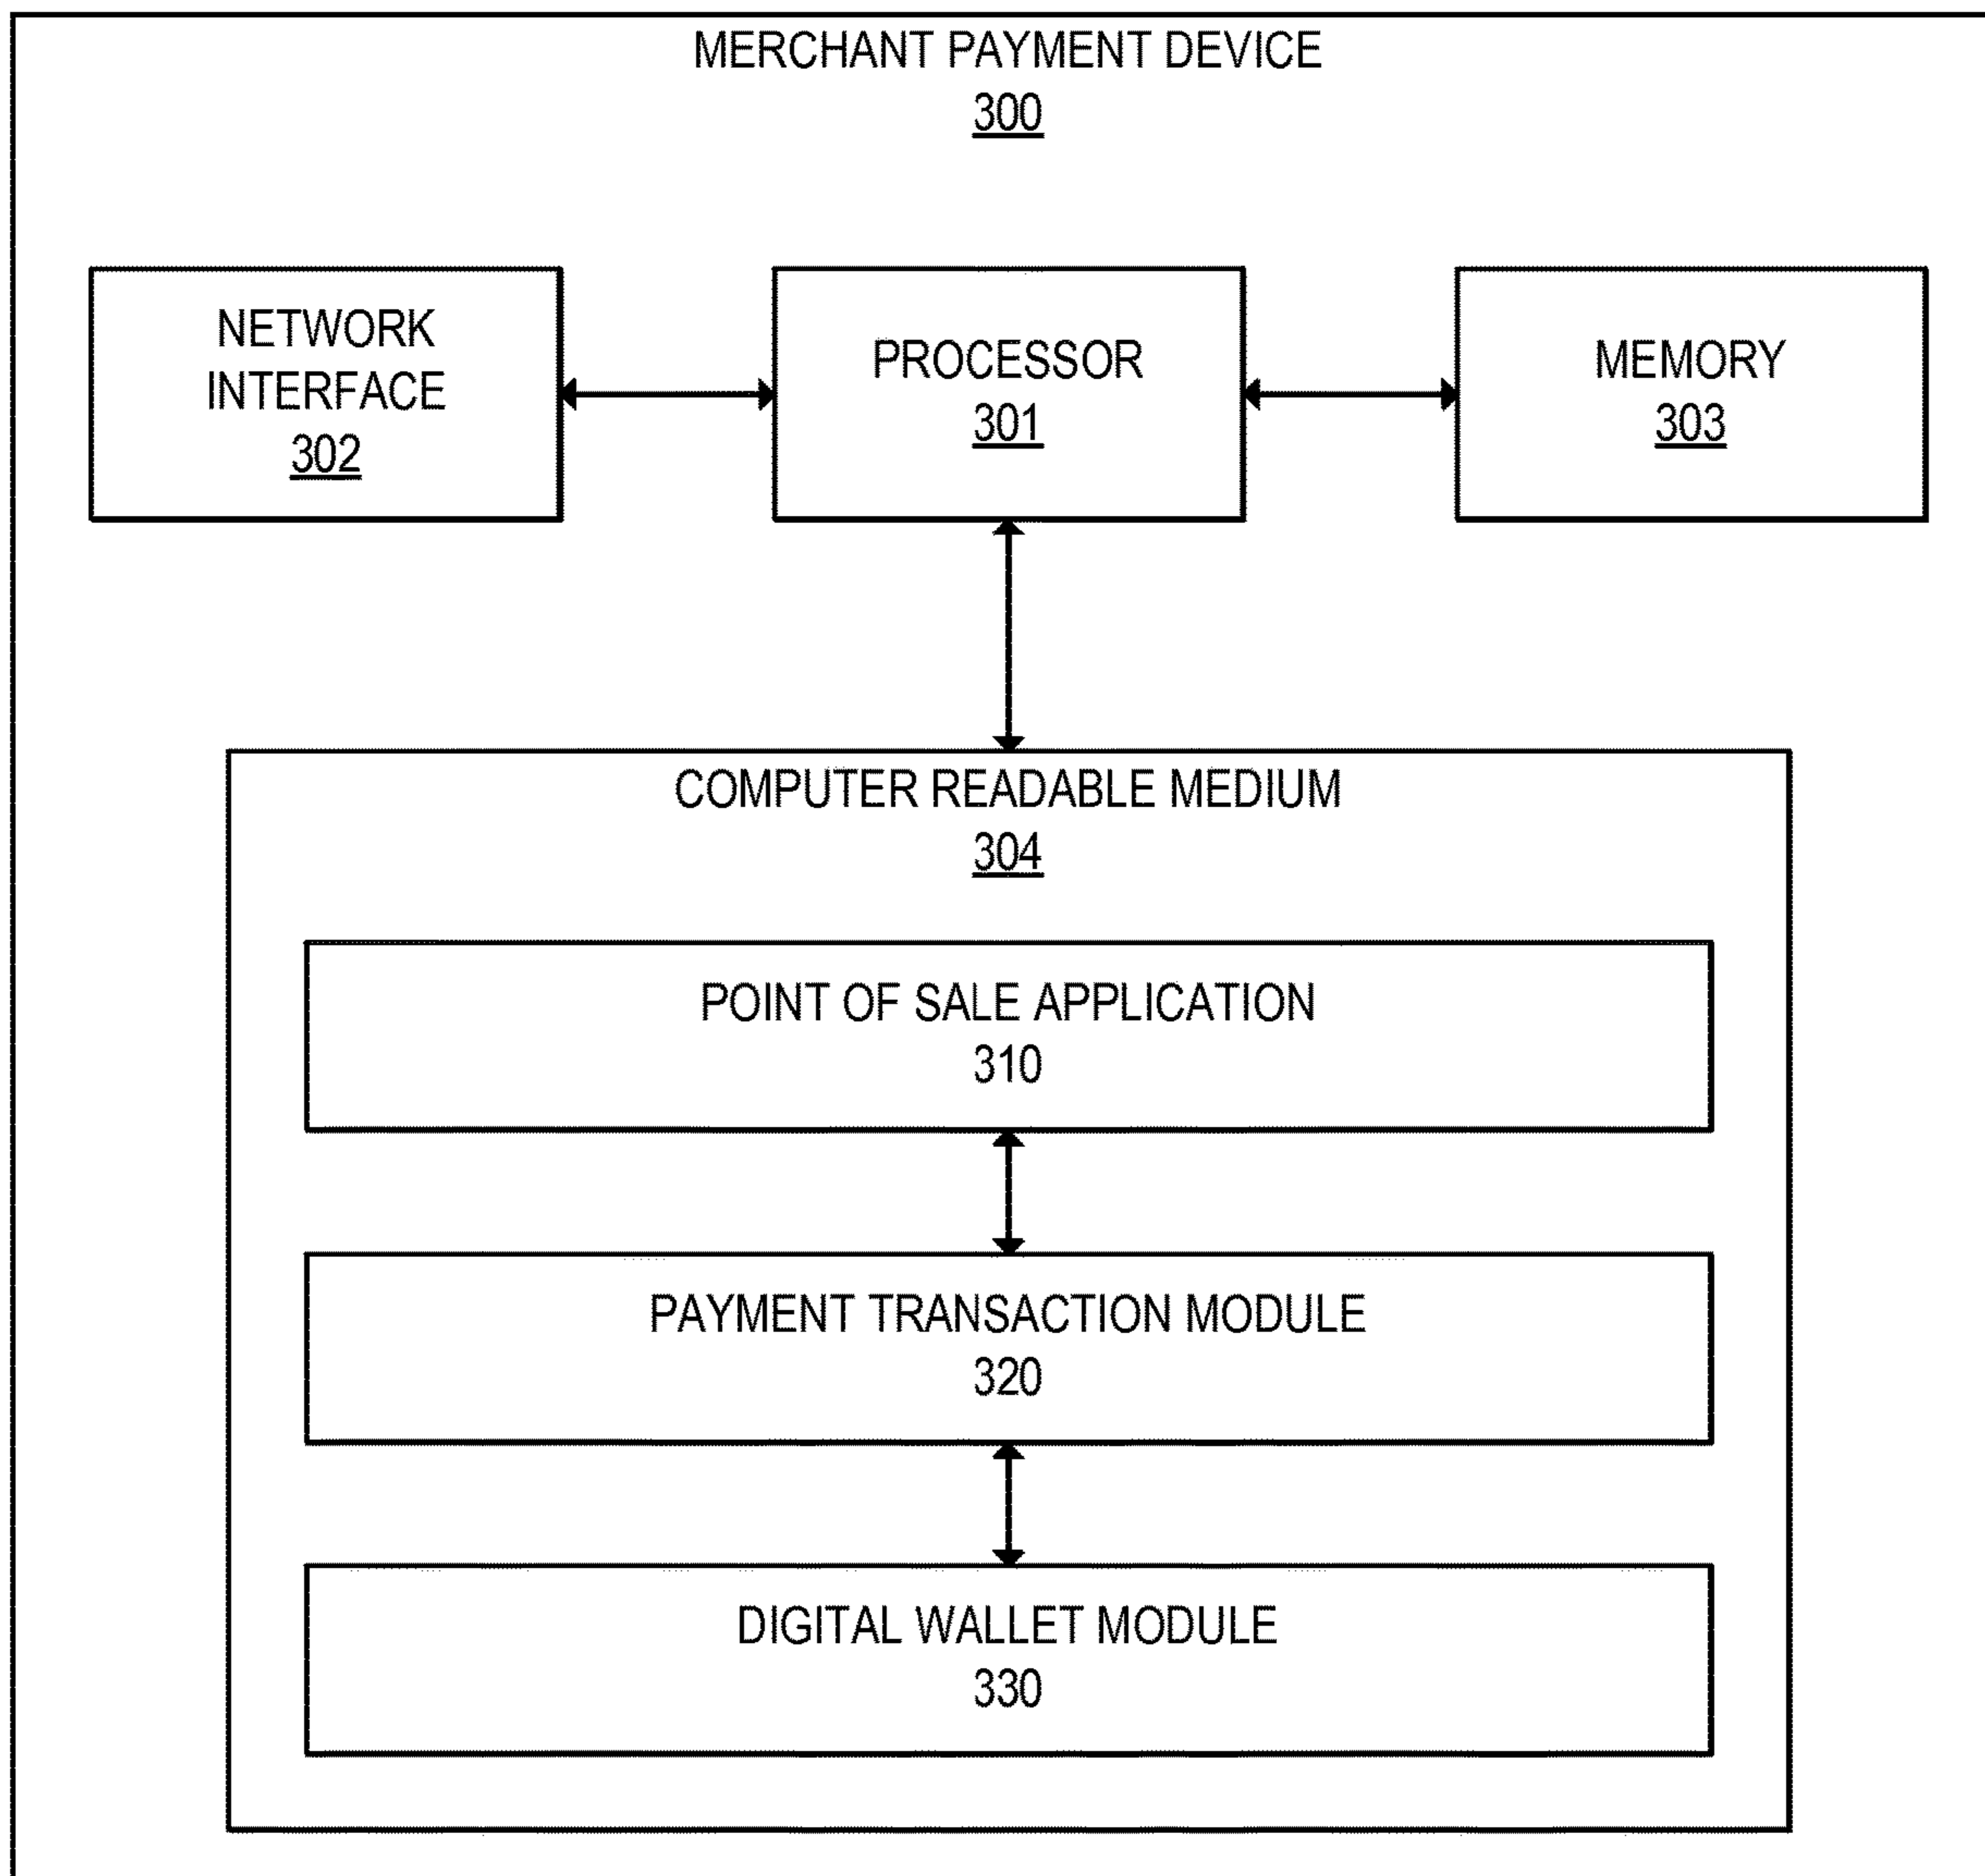 MERCHANT PAYMENT DEVICE
300
NETWORK
INTERFACE
302
PROCESSOR
301
MEMORY
303
COMPUTER READABLE MEDIUM
304
POINT OF SALE APPLICATION
310
PAYMENT TRANSACTION MODULE
320
DIGITAL WALLET MODULE
330